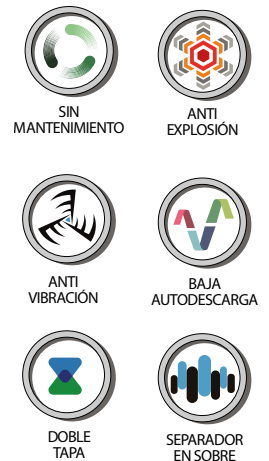 SIN
MANTENIMIENTO
ANTI
EXPLOSIÓN
ANTI
VIBRACIÓN
BAJA
AUTODESCARGA
DOBLE
TAPA
SEPARADOR
EN SOBRE